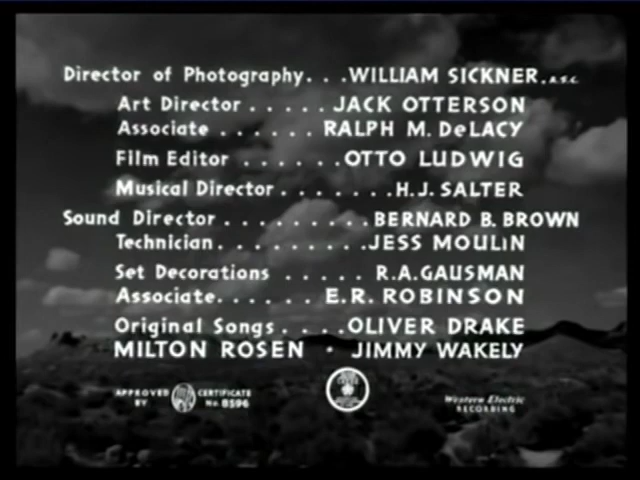 Director of Photography. . .WILLIAM SICKNER, A.S.C.
Art Director . . . . . JACK OTTERSON
Associate . . . . . . RALPH M. DeLACY
Film Editor . . . . . . OTTO LUDWIG
Musical Director . . . . . . . H. J. SALTER
Sound Director . . . . . . . . . BERNARD B. BROWN
Technician. . . . . . . . . JESS MOULIN
Set Decorations . . . . . R. A. GAUSMAN
Associate. . . . . . E. R. ROBINSON
Original Songs . . . . OLIVER DRAKE
MILTON ROSEN • JIMMY WAKELY
APPROVED BY CERTIFICATE No. 8596
Western Electric
RECORDING